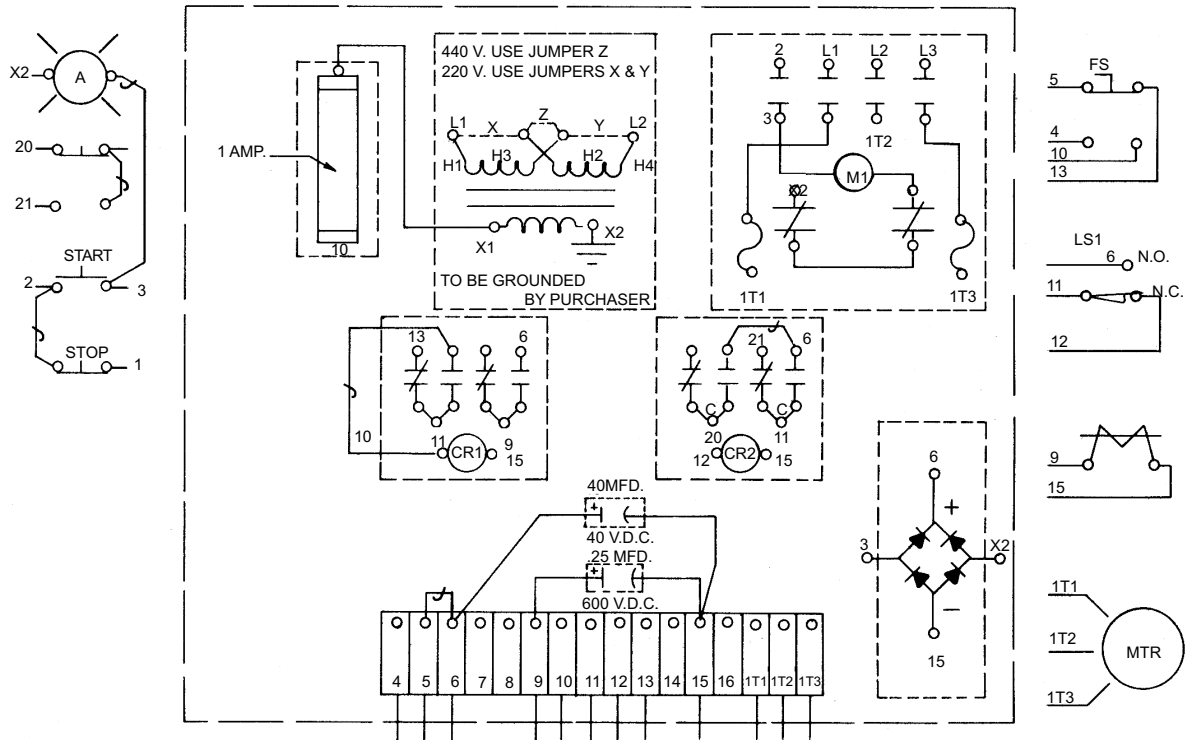 X2
A
20
21
START
2
3
STOP
1
1 AMP.
10
440 V. USE JUMPER Z
220 V. USE JUMPERS X & Y
L1
X
Z
Y
L2
H1
H3
H2
H4
X1
X2
TO BE GROUNDED
BY PURCHASER
2
L1
L2
L3
3
1T2
M1
X2
1T1
1T3
13
6
10
11
CR1
9
15
21
6
C
C
20
11
12
CR2
15
40MFD.
+
40 V.D.C.
.25 MFD.
+
600 V.D.C.
4
5
6
7
8
9
10
11
12
13
14
15
16
1T1
1T2
1T3
6
+
3
X2
–
15
FS
5
4
10
13
LS1
6
N.O.
11
N.C.
12
9
15
1T1
1T2
MTR
1T3